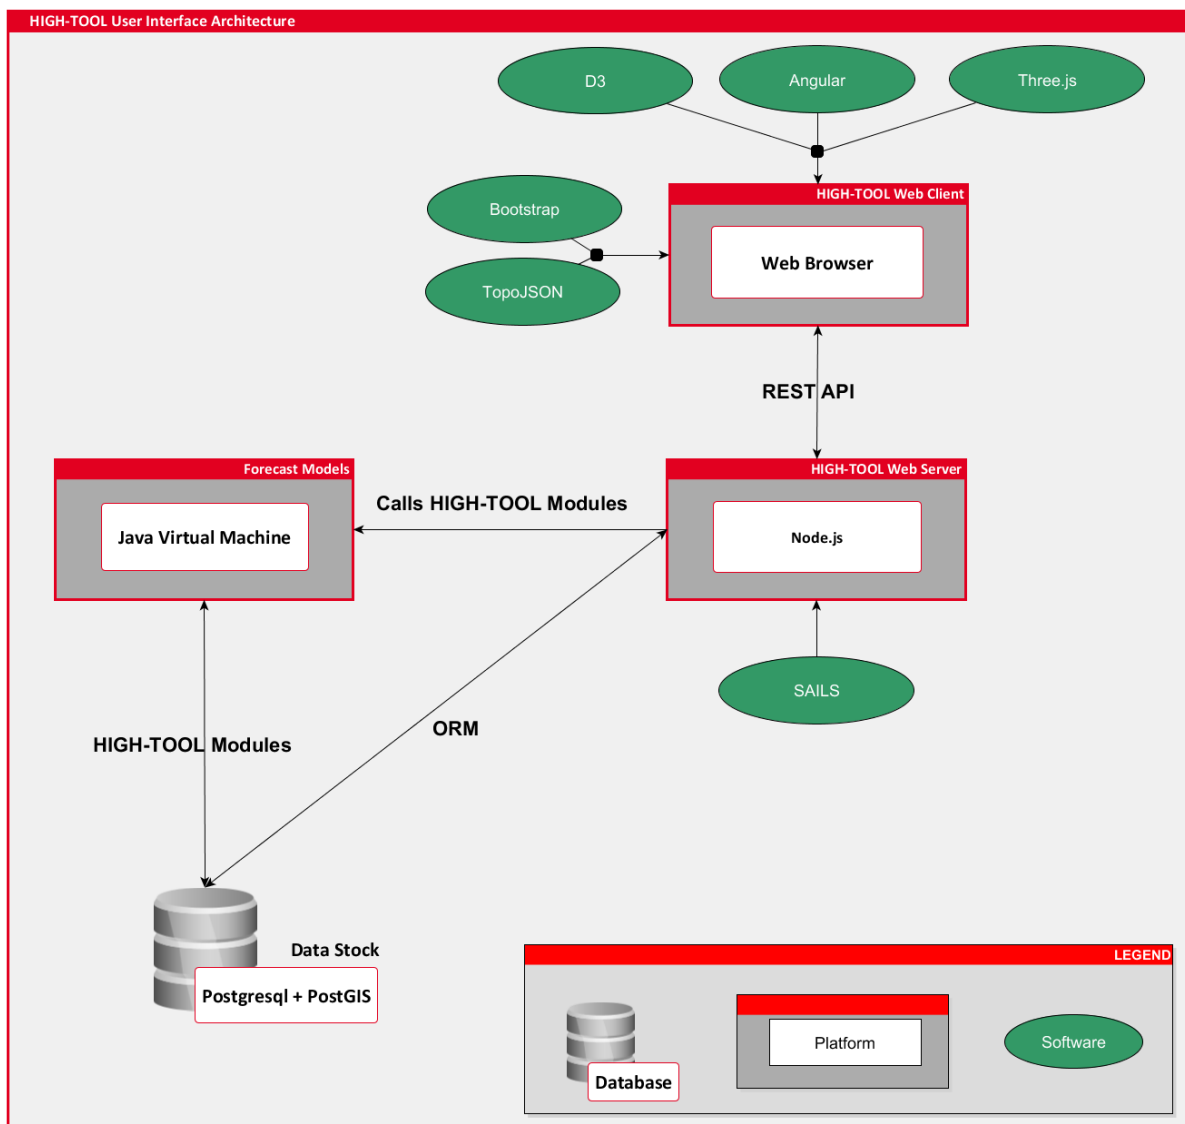 HIGH-TOOL User Interface Architecture
D3
Angular
Three.js
Bootstrap
TopoJSON
HIGH-TOOL Web Client
Web Browser
REST API
Forecast Models
Java Virtual Machine
Calls HIGH-TOOL Modules
HIGH-TOOL Web Server
Node.js
SAILS
ORM
HIGH-TOOL Modules
Data Stock
Postgresql + PostGIS
LEGEND
Database
Platform
Software